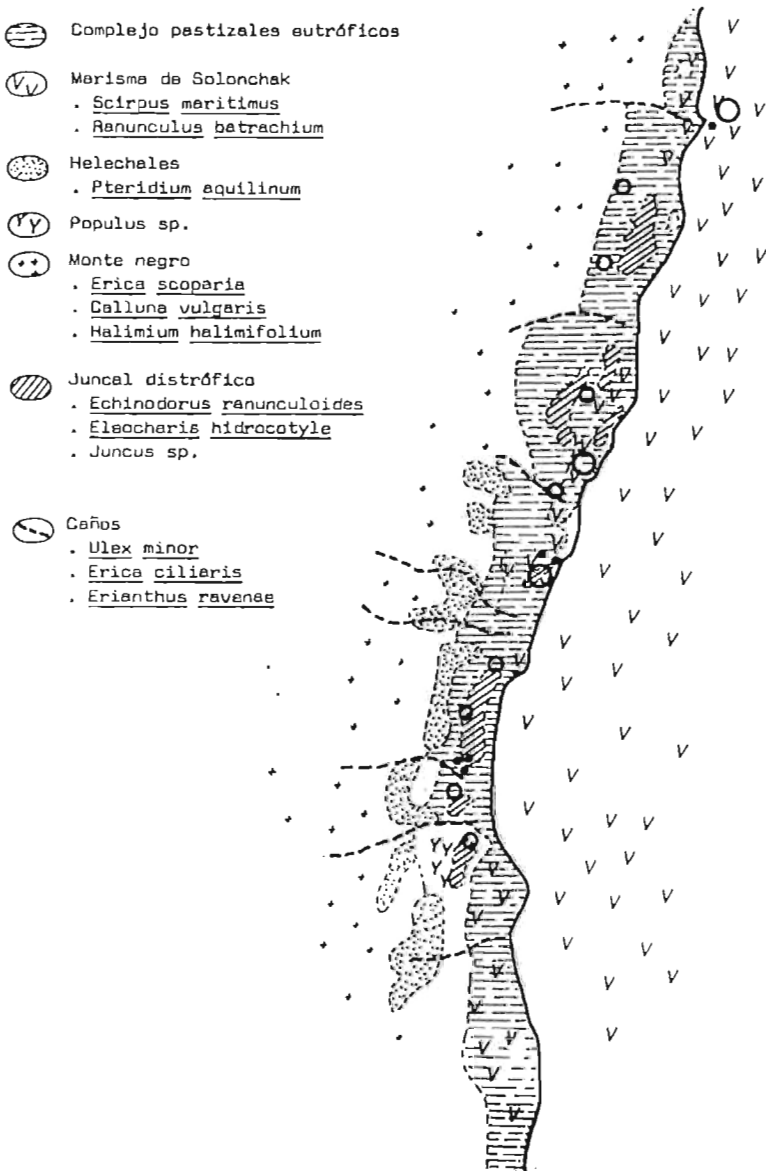 Complejo pastizales eutróficos
Marisma de Solonchak
. Scirpus maritimus
. Ranunculus batrachium
Helechales
. Pteridium aquilinum
Populus sp.
Monte negro
. Erica scoparia
. Calluna vulgaris
. Halimium halimifolium
Juncal distrófico
. Echinodorus ranunculoides
. Eleocharis hidrocotyle
. Juncus sp.
Caños
. Ulex minor
. Erica ciliaris
. Erianthus ravenae